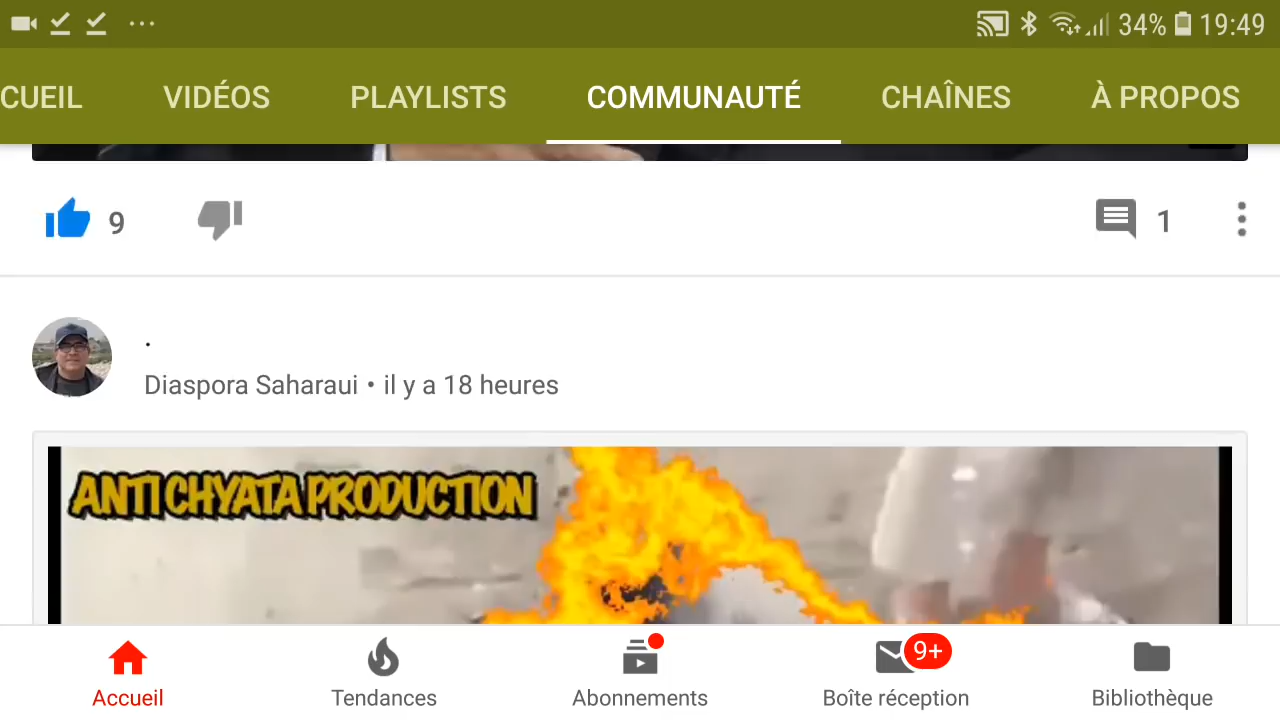 34% 19:49
CUEIL VIDÉOS PLAYLISTS COMMUNAUTÉ CHAÎNES À PROPOS
9 1
.
Diaspora Saharaui • il y a 18 heures
ANTI CHYATA PRODUCTION
9+
Accueil Tendances Abonnements Boîte réception Bibliothèque